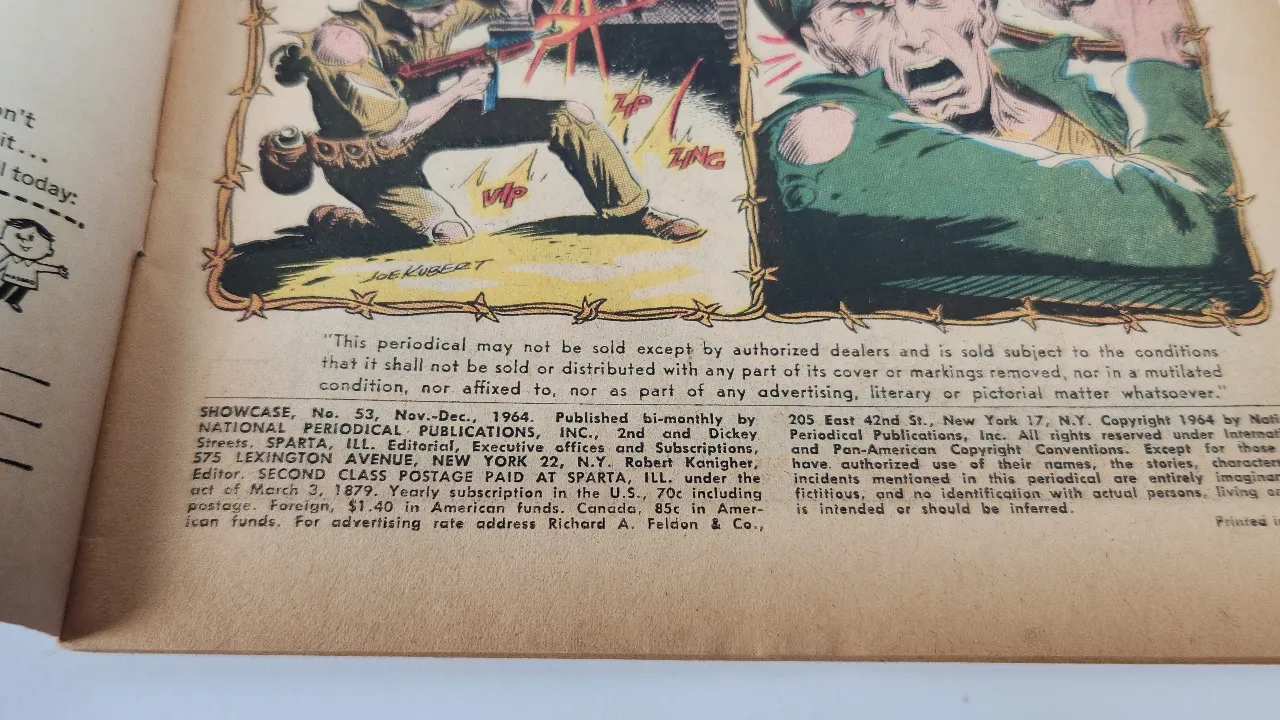 n't
it...
l today:
ZIP
ZING
VIP
JOE KUBERT
"This periodical may not be sold except by authorized dealers and is sold subject to the conditions
that it shall not be sold or distributed with any part of its cover or markings removed, nor in a mutilated
condition, nor affixed to, nor as part of any advertising, literary or pictorial matter whatsoever."
SHOWCASE, No. 53, Nov.-Dec., 1964. Published bi-monthly by
NATIONAL PERIODICAL PUBLICATIONS, INC., 2nd and Dickey
Streets, SPARTA, ILL. Editorial, Executive offices and Subscriptions,
575 LEXINGTON AVENUE, NEW YORK 22, N.Y. Robert Kanigher,
Editor. SECOND CLASS POSTAGE PAID AT SPARTA, ILL. under the
act of March 3, 1879. Yearly subscription in the U.S., 70c including
postage. Foreign, $1.40 in American funds. Canada, 85c in Amer-
ican funds. For advertising rate address Richard A. Feldon & Co.,
205 East 42nd St., New York 17, N.Y. Copyright 1964 by Nati
Periodical Publications, Inc. All rights reserved under Internati
and Pan-American Copyright Conventions. Except for those
have authorized use of their names, the stories, character
incidents mentioned in this periodical are entirely imaginar
fictitious, and no identification with actual persons, living or
is intended or should be inferred.
Printed i